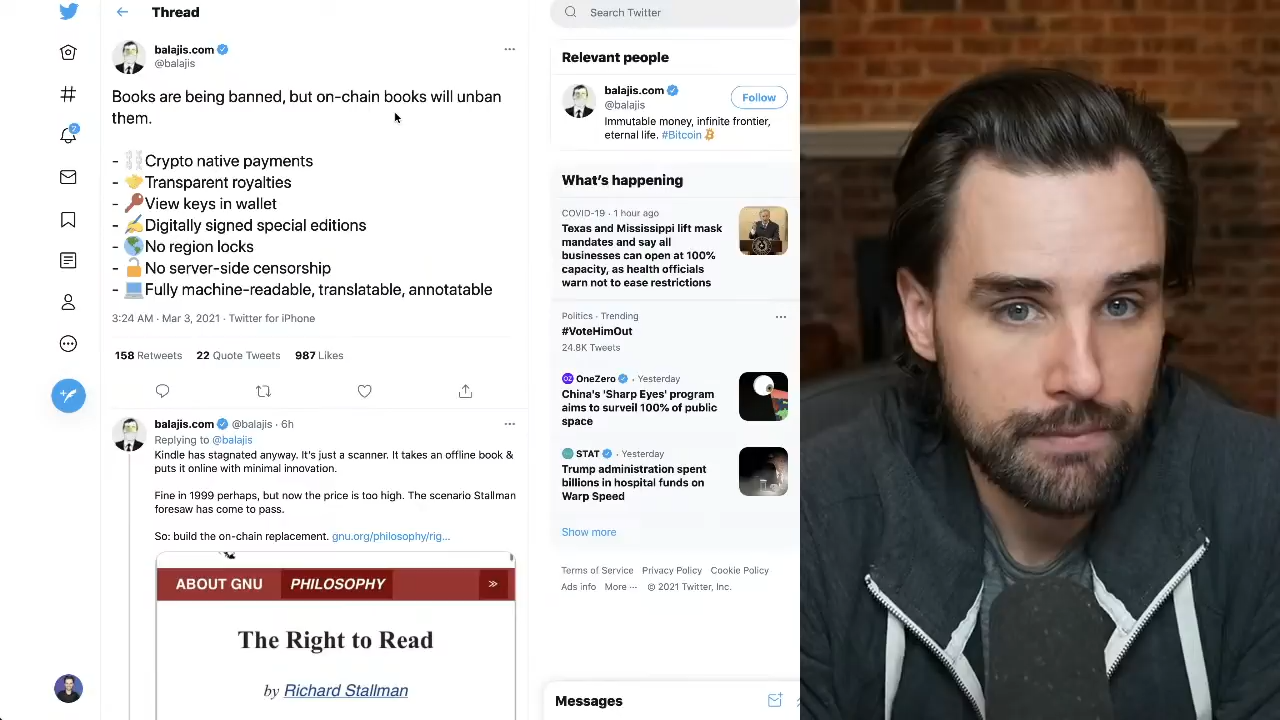 Thread
Search Twitter
balajis.com
@balajis
Books are being banned, but on-chain books will unban
them.
- ⛓Crypto native payments
- 🤝Transparent royalties
- 🔑View keys in wallet
- ✍️Digitally signed special editions
- 🌎No region locks
- 🔓No server-side censorship
- 💻Fully machine-readable, translatable, annotatable
3:24 AM · Mar 3, 2021 · Twitter for iPhone
158 Retweets 22 Quote Tweets 987 Likes
balajis.com @balajis · 6h
Replying to @balajis
Kindle has stagnated anyway. It's just a scanner. It takes an offline book &
puts it online with minimal innovation.
Fine in 1999 perhaps, but now the price is too high. The scenario Stallman
foresaw has come to pass.
So: build the on-chain replacement. gnu.org/philosophy/rig...
ABOUT GNU PHILOSOPHY »
The Right to Read
by Richard Stallman
2
Relevant people
balajis.com
@balajis
Follow
Immutable money, infinite frontier,
eternal life. #Bitcoin
What's happening
COVID-19 · 1 hour ago
Texas and Mississippi lift mask
mandates and say all
businesses can open at 100%
capacity, as health officials
warn not to ease restrictions
Politics · Trending
#VoteHimOut
24.8K Tweets
OZ OneZero · Yesterday
China's 'Sharp Eyes' program
aims to surveil 100% of public
space
STAT · Yesterday
Trump administration spent
billions in hospital funds on
Warp Speed
Show more
Terms of Service Privacy Policy Cookie Policy
Ads info More ··· © 2021 Twitter, Inc.
Messages